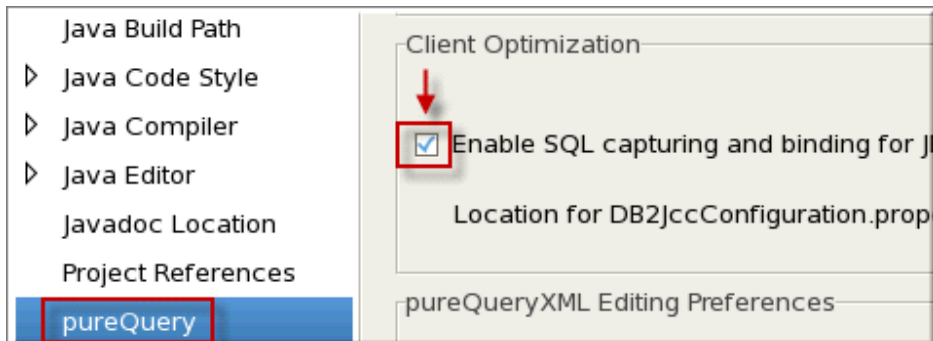 Java Build Path
Java Code Style
Java Compiler
Java Editor
Javadoc Location
Project References
pureQuery
Client Optimization
Enable SQL capturing and binding for
Location for DB2JccConfiguration.prop
pureQueryXML Editing Preferences